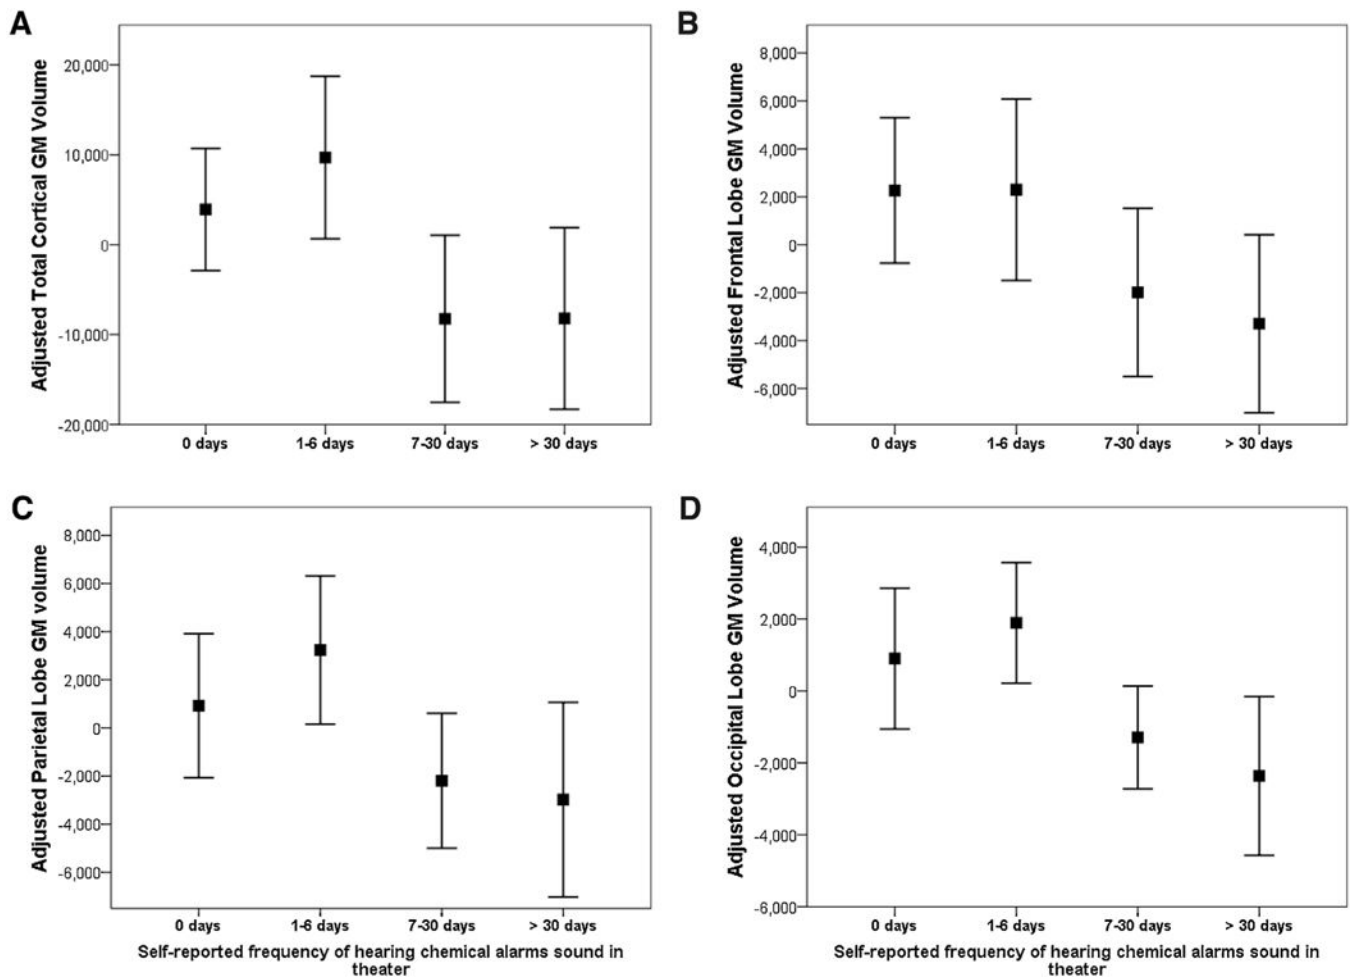 A
Adjusted Total Cortical GM Volume
20,000
10,000
0
-10,000
-20,000
0 days
1-6 days
7-30 days
> 30 days
B
Adjusted Frontal Lobe GM Volume
8,000
6,000
4,000
2,000
0
-2,000
-4,000
-6,000
0 days
1-6 days
7-30 days
> 30 days
C
Adjusted Parietal Lobe GM volume
8,000
6,000
4,000
2,000
0
-2,000
-4,000
-6,000
0 days
1-6 days
7-30 days
> 30 days
Self-reported frequency of hearing chemical alarms sound in
theater
D
Adjusted Occipital Lobe GM Volume
4,000
2,000
0
-2,000
-4,000
-6,000
0 days
1-6 days
7-30 days
> 30 days
Self-reported frequency of hearing chemical alarms sound in
theater